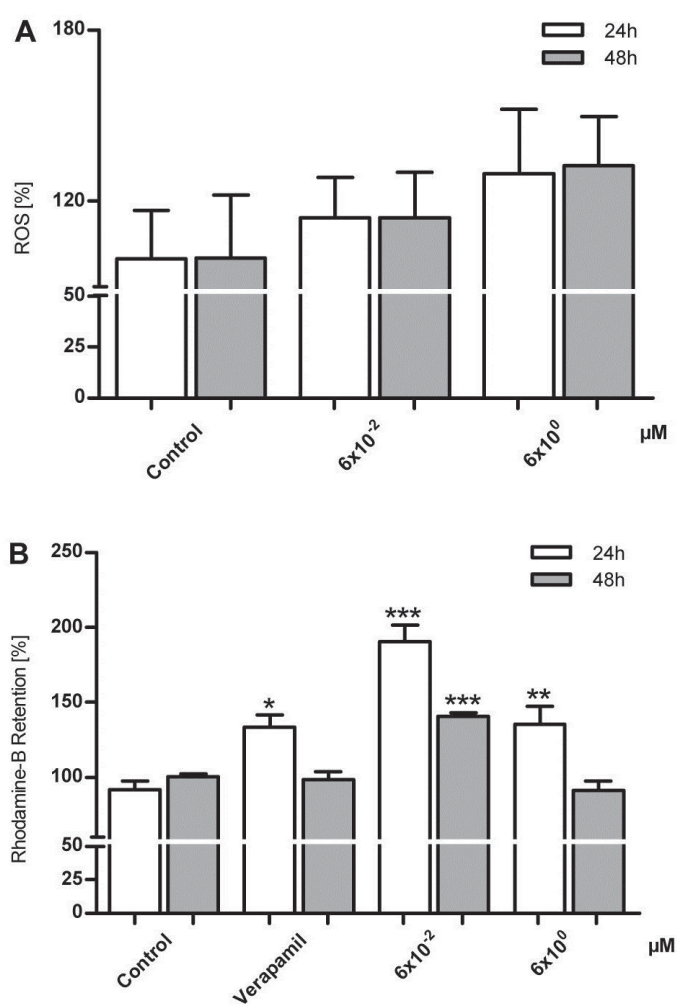 A
180
120
50
25
0
ROS [%]
24h
48h
Control
6x10⁻²
6x10⁰
µM
B
250
200
150
100
50
50
25
0
Rhodamine-B Retention [%]
24h
48h
*
***
***
**
Control
Verapamil
6x10⁻²
6x10⁰
µM